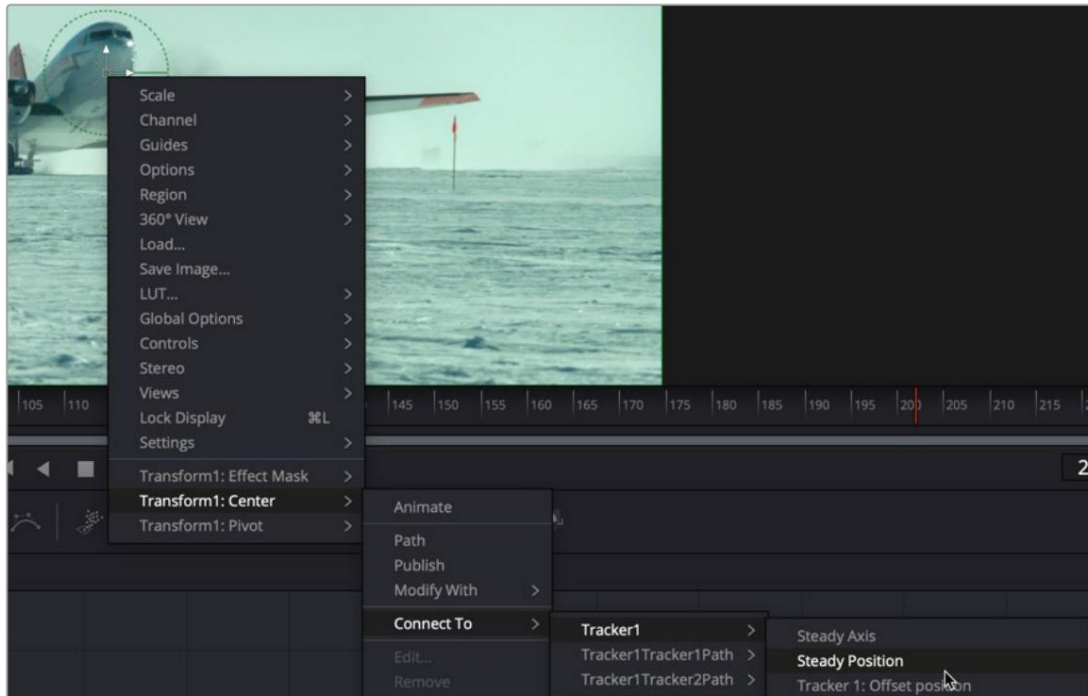 Scale
Channel
Guides
Options
Region
360° View
Load...
Save Image...
LUT...
Global Options
Controls
Stereo
Views
Lock Display ⌘L
Settings
105 110 145 150 155 160 165 170 175 180 185 190 195 200 205 210 215 2
Transform1: Effect Mask
2
Transform1: Center
Transform1: Pivot
Animate
Path
Publish
Modify With
Connect To
Edit...
Remove
Tracker1
Tracker1Tracker1Path
Tracker1Tracker2Path
Steady Axis
Steady Position
Tracker 1: Offset position